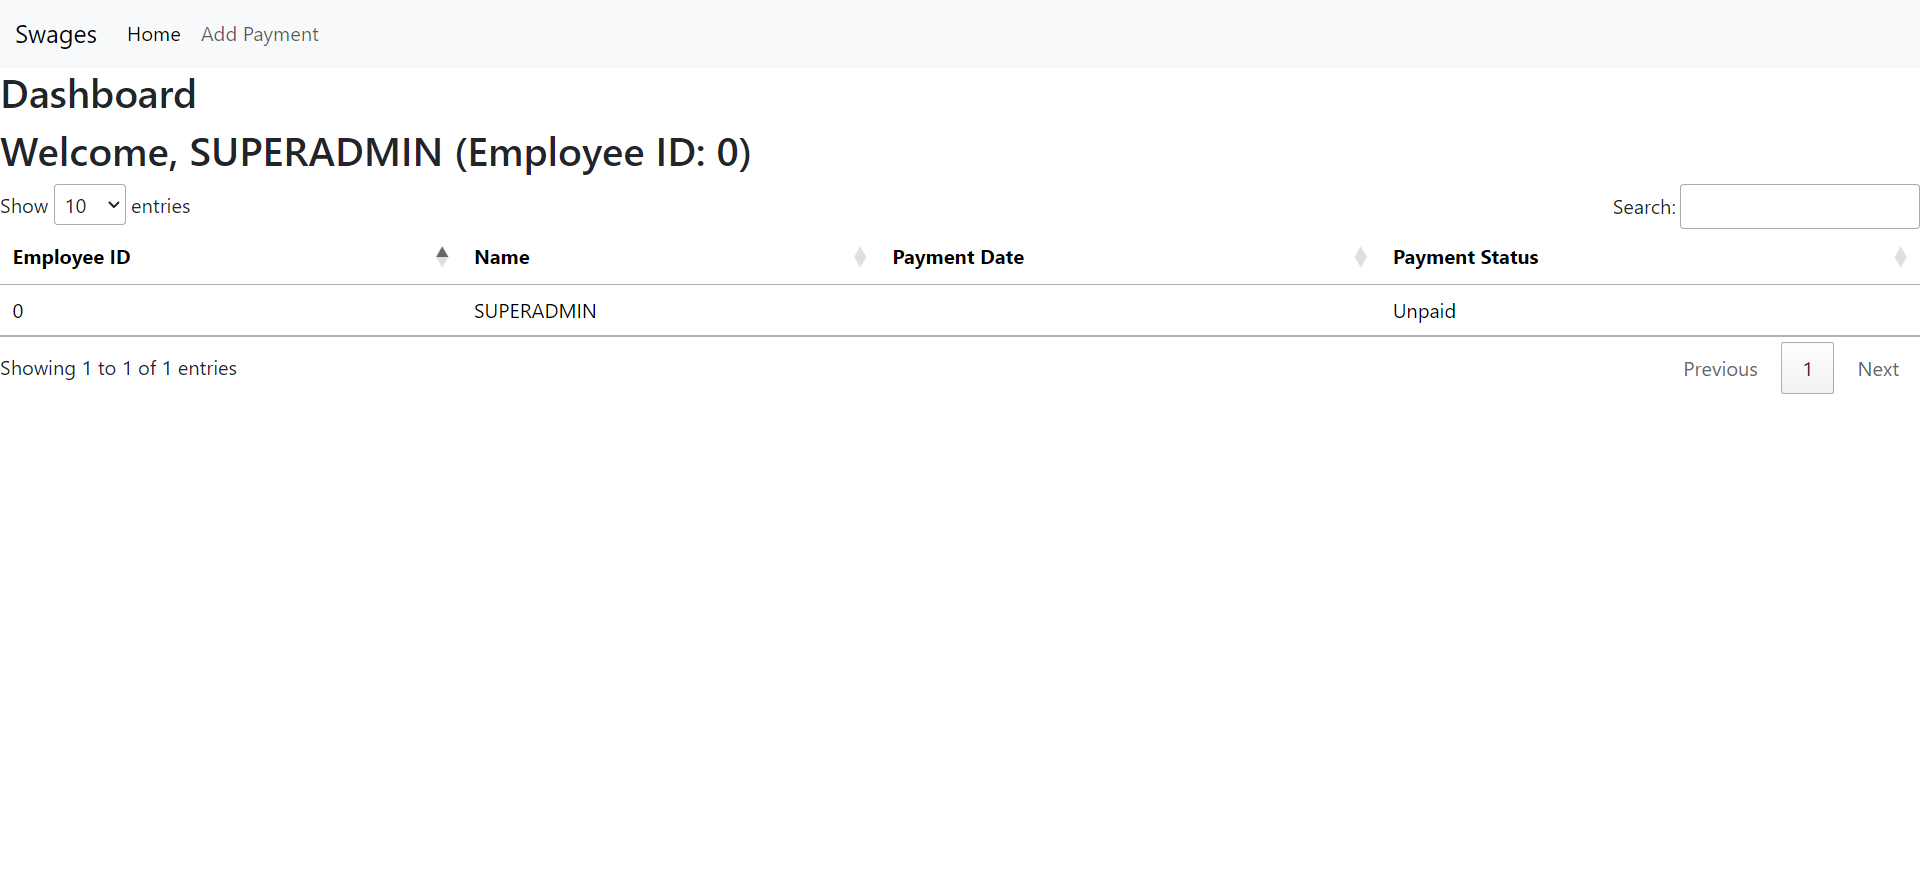 Swages Home Add Payment
Dashboard
Welcome, SUPERADMIN (Employee ID: 0)
Show 10 entries Search:
Employee ID Name Payment Date Payment Status
0 SUPERADMIN Unpaid
Showing 1 to 1 of 1 entries Previous 1 Next